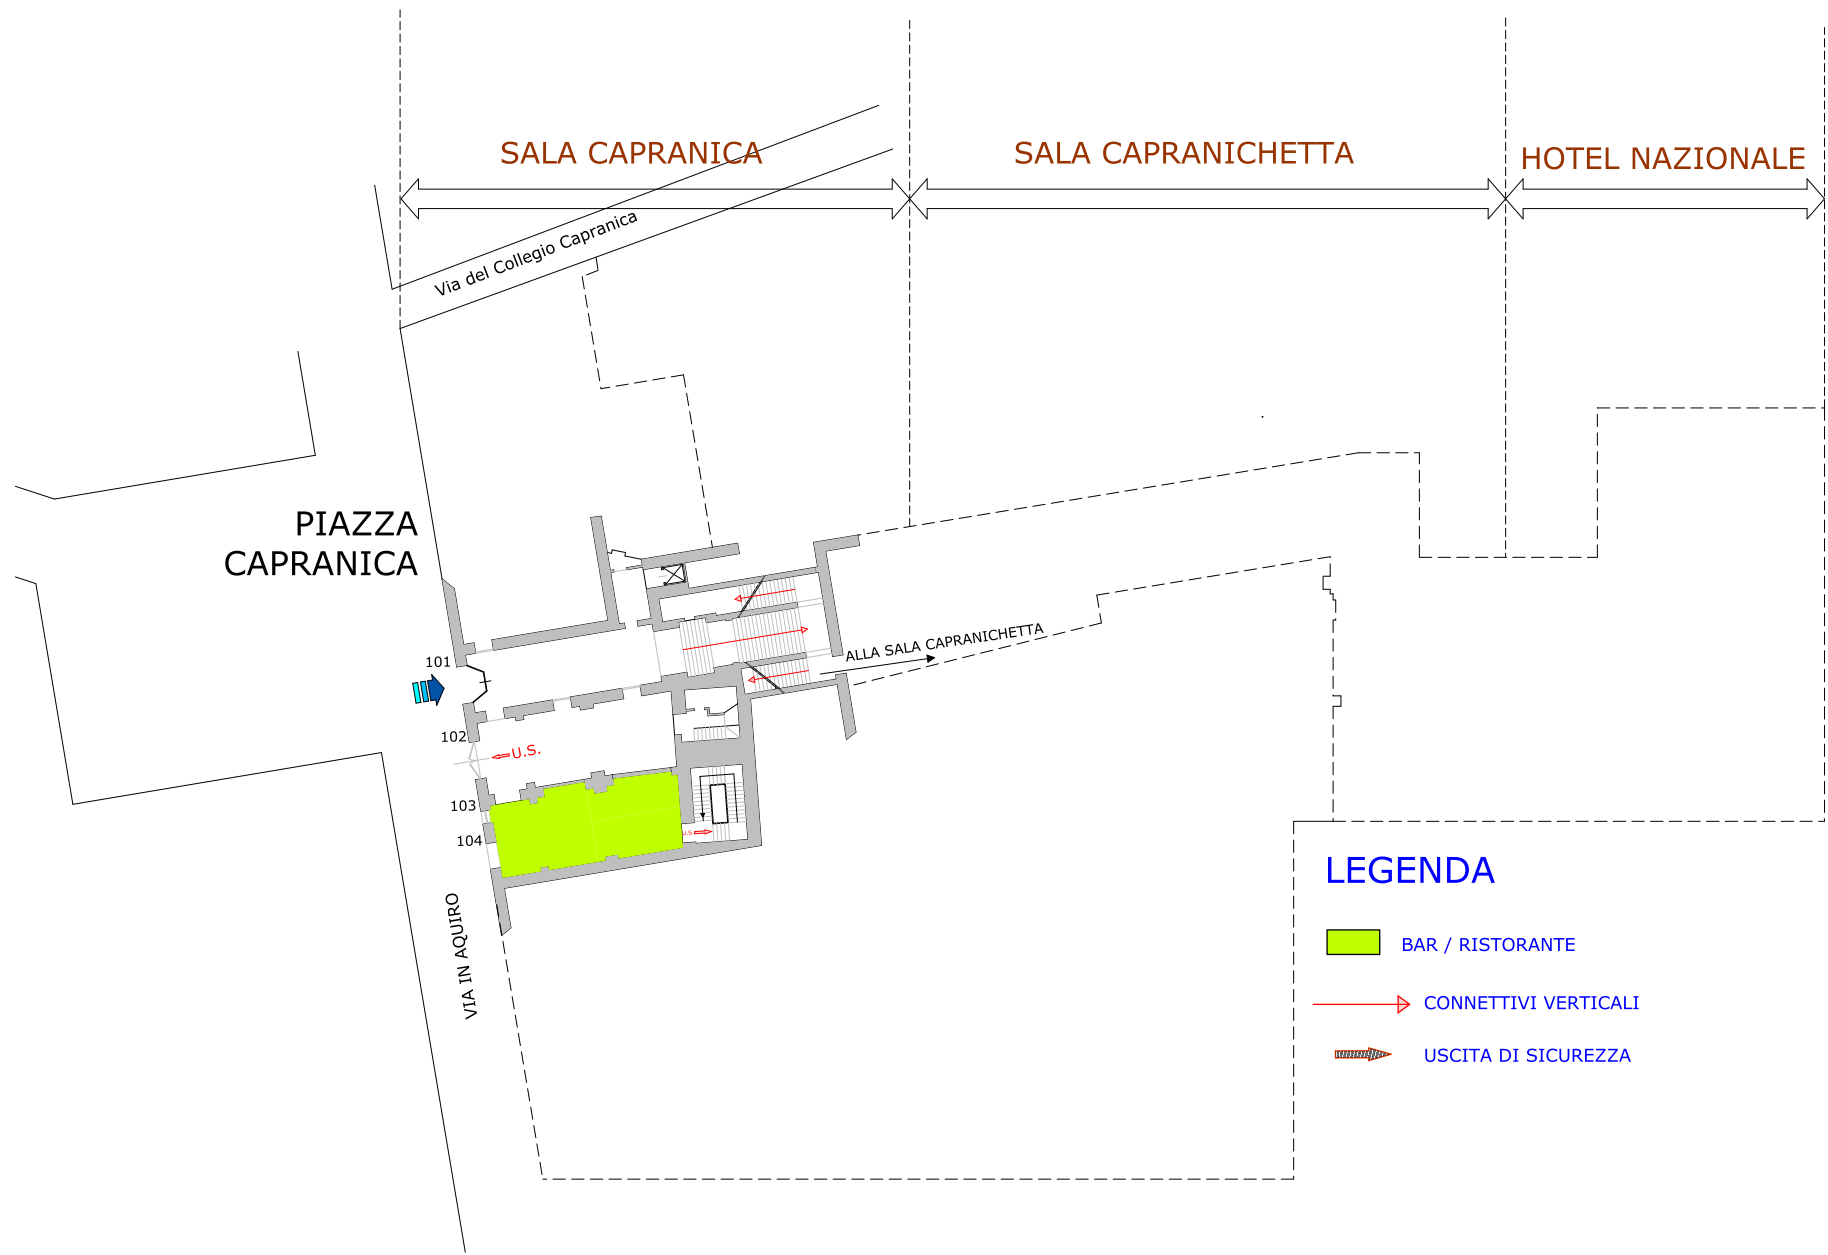 SALA CAPRANICA
SALA CAPRANICHETTA
HOTEL NAZIONALE
Via del Collegio Capranica
PIAZZA
CAPRANICA
101
ALLA SALA CAPRANICHETTA
102
U.S.
103
U.S.
104
VIA IN AQUIRO
LEGENDA
BAR / RISTORANTE
CONNETTIVI VERTICALI
USCITA DI SICUREZZA